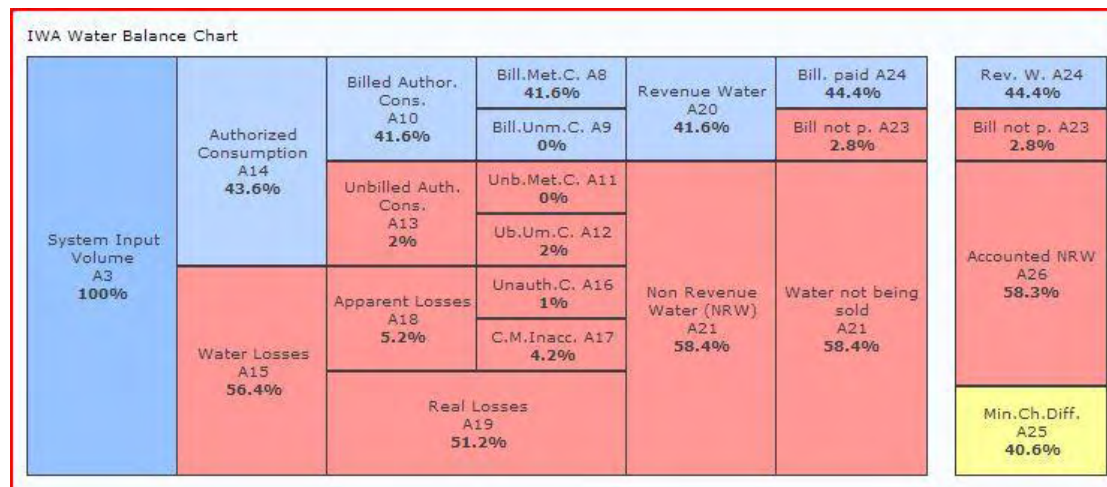 IWA Water Balance Chart
System Input
Volume
A3
100%
Authorized
Consumption
A14
43.6%
Water Losses
A15
56.4%
Billed Author.
Cons.
A10
41.6%
Unbilled Auth.
Cons.
A13
2%
Apparent Losses
A18
5.2%
Real Losses
A19
51.2%
Bill.Met.C. A8
41.6%
Bill.Unm.C. A9
0%
Unb.Met.C. A11
0%
Ub.Um.C. A12
2%
Unauth.C. A16
1%
C.M.Inacc. A17
4.2%
Revenue Water
A20
41.6%
Non Revenue
Water (NRW)
A21
58.4%
Bill. paid A24
44.4%
Bill not p. A23
2.8%
Water not being
sold
A21
58.4%
Rev. W. A24
44.4%
Bill not p. A23
2.8%
Accounted NRW
A26
58.3%
Min.Ch.Diff.
A25
40.6%